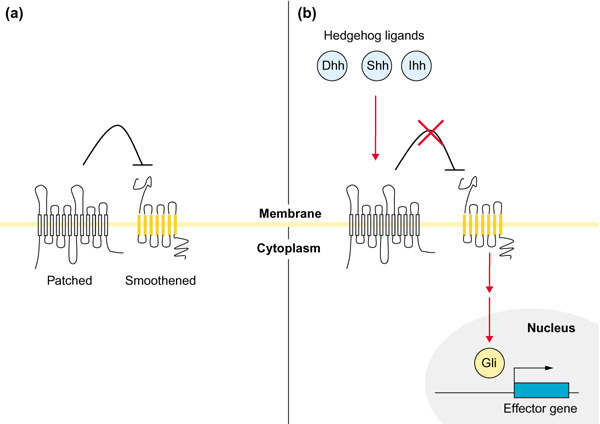 (a)
(b)
Hedgehog ligands
Dhh
Shh
Ihh
Membrane
Cytoplasm
Patched
Smoothened
Nucleus
Gli
Effector gene